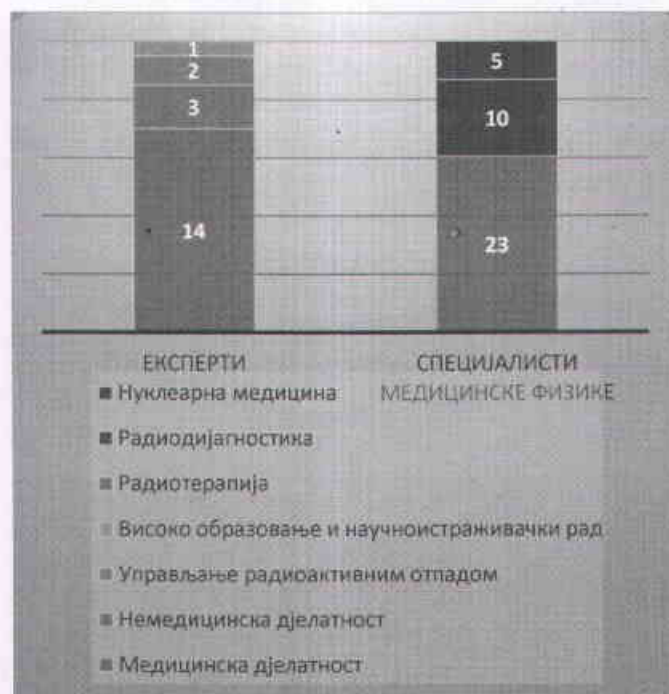 1
2
3
14
5
10
23
ЕКСПЕРТИ
СПЕЦИЈАЛИСТИ
МЕДИЦИНСКЕ ФИЗИКЕ
Нуклеарна медицина
Радиодијагностика
Радиотерапија
Високо образовање и научноистраживачки рад
Управљање радиоактивним отпадом
Немедицинска дјелатност
Медицинска дјелатност